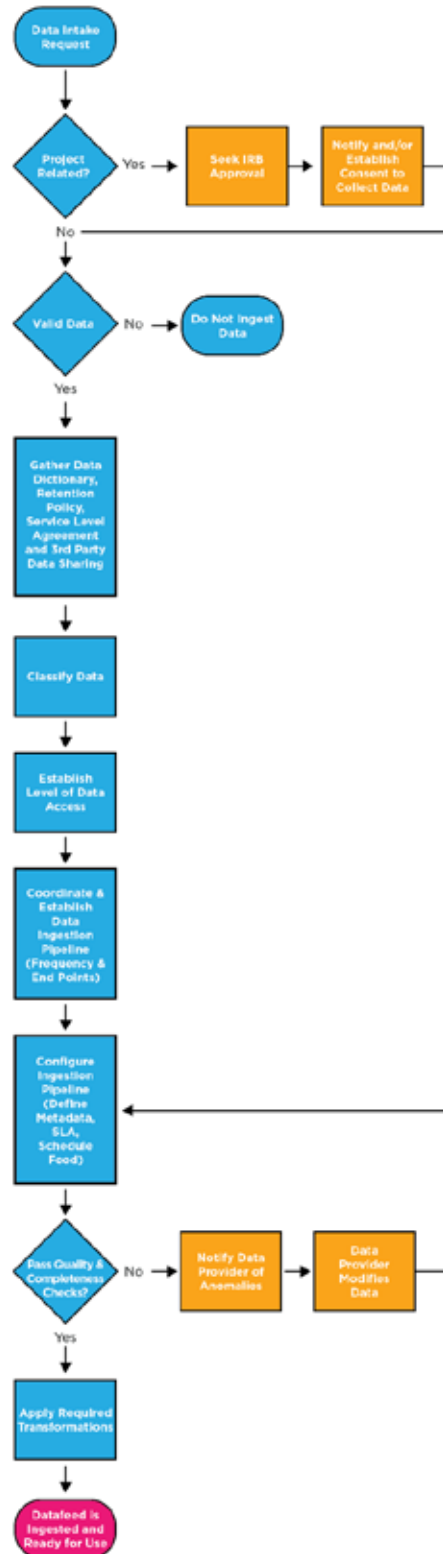 Data Intake
Request
Project
Related?
Yes
Seek IRB
Approval
Notify and/or
Establish
Consent to
Collect Data
No
Valid Data
No
Do Not Ingest
Data
Yes
Gather Data
Dictionary,
Retention
Policy,
Service Level
Agreement
and 3rd Party
Data Sharing
Classify Data
Establish
Level of Data
Access
Coordinate &
Establish
Data
Ingestion
Pipeline
(Frequency &
End Points)
Configure
Ingestion
Pipeline
(Define
Metadata,
SLA,
Schedule
Feed)
Pass Quality &
Completeness
Checks?
No
Notify Data
Provider of
Anomalies
Data
Provider
Modifies
Data
Yes
Apply Required
Transformations
Datafeed is
Ingested and
Ready for Use